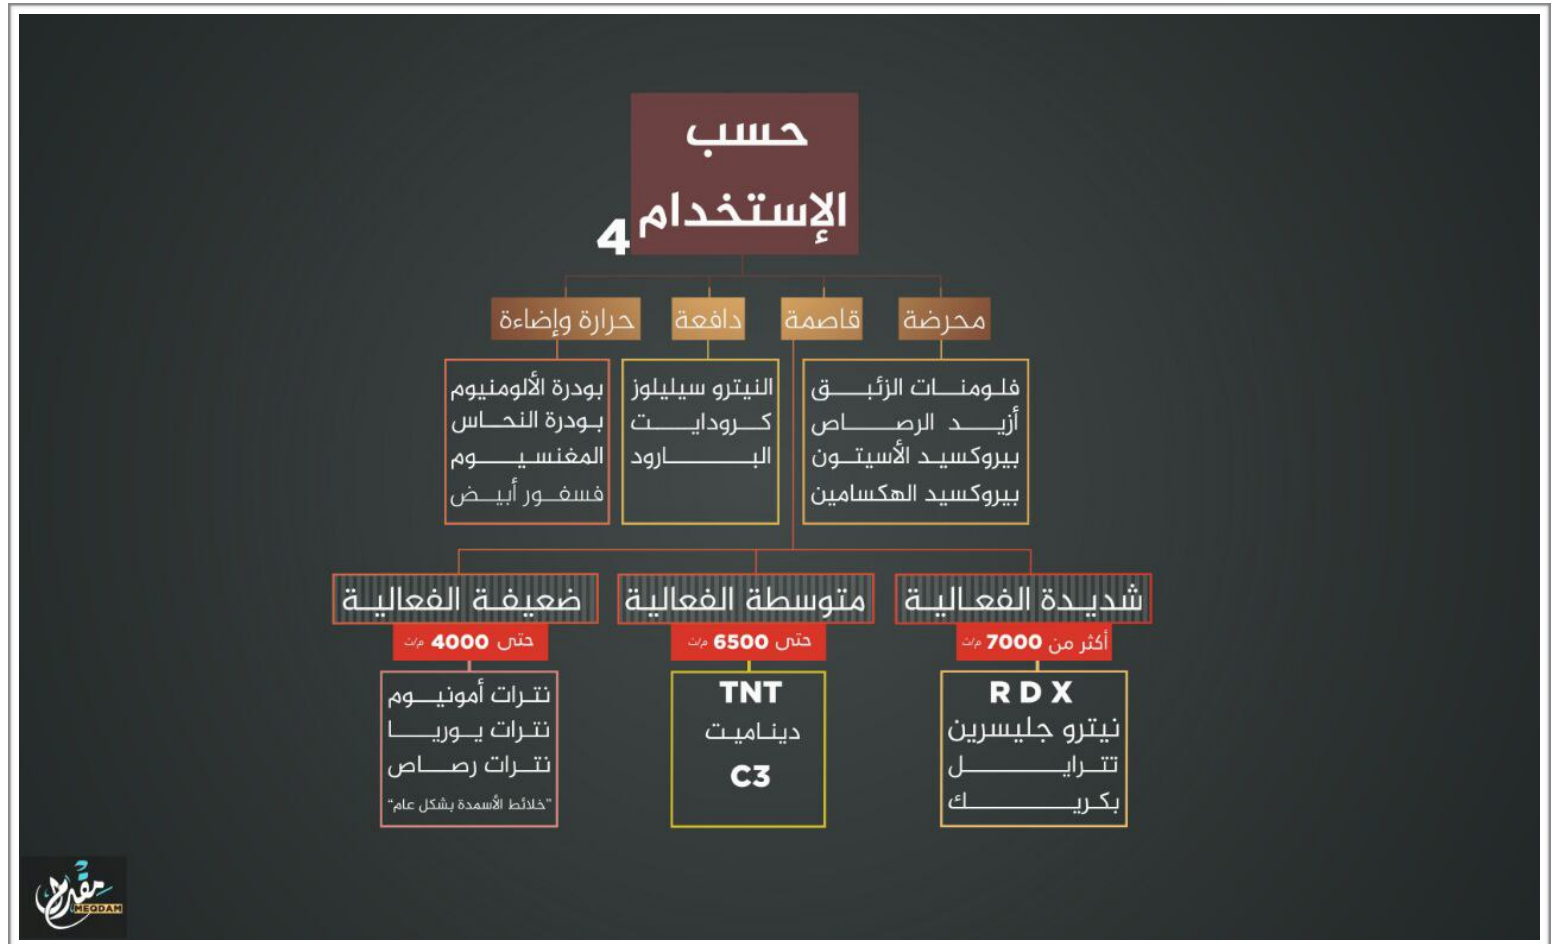 حسب
الإستخدام 4
محرضة
قاصمة
دافعة
حرارة وإضاءة
فلومنات الزئبق
أزيد الرصاص
بيروكسيد الأسيتون
بيروكسيد الهكسامين
النيترو سيليلوز
كرودايت
البارود
بودرة الألومنيوم
بودرة النحاس
المغنسيوم
فسفور أبيض
شديدة الفعالية
أكثر من 7000 م/ث
RDX
نيترو جليسرين
تترايل
بكريك
متوسطة الفعالية
حتى 6500 م/ث
TNT
ديناميت
C3
ضعيفة الفعالية
حتى 4000 م/ث
نترات أمونيوم
نترات يوريا
نترات رصاص
"خلائط الأسمدة بشكل عام"
MEQDAM